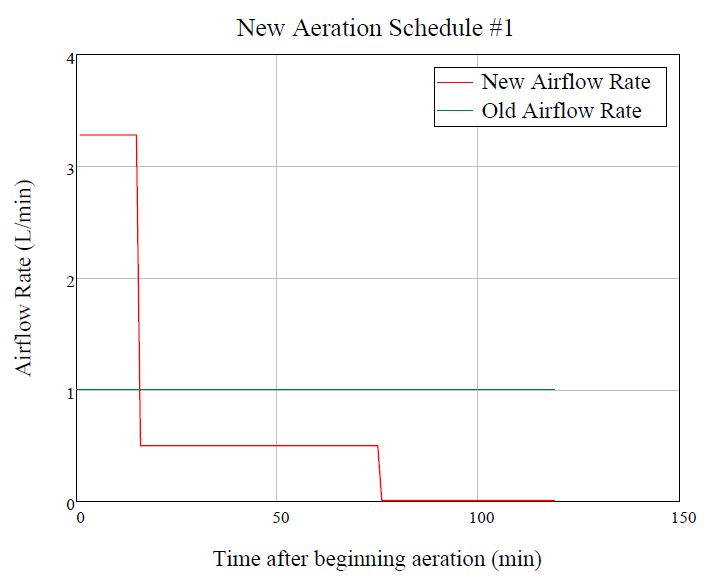 New Aeration Schedule #1
New Airflow Rate
Old Airflow Rate
Airflow Rate (L/min)
4
3
2
1
0
0 50 100 150
Time after beginning aeration (min)